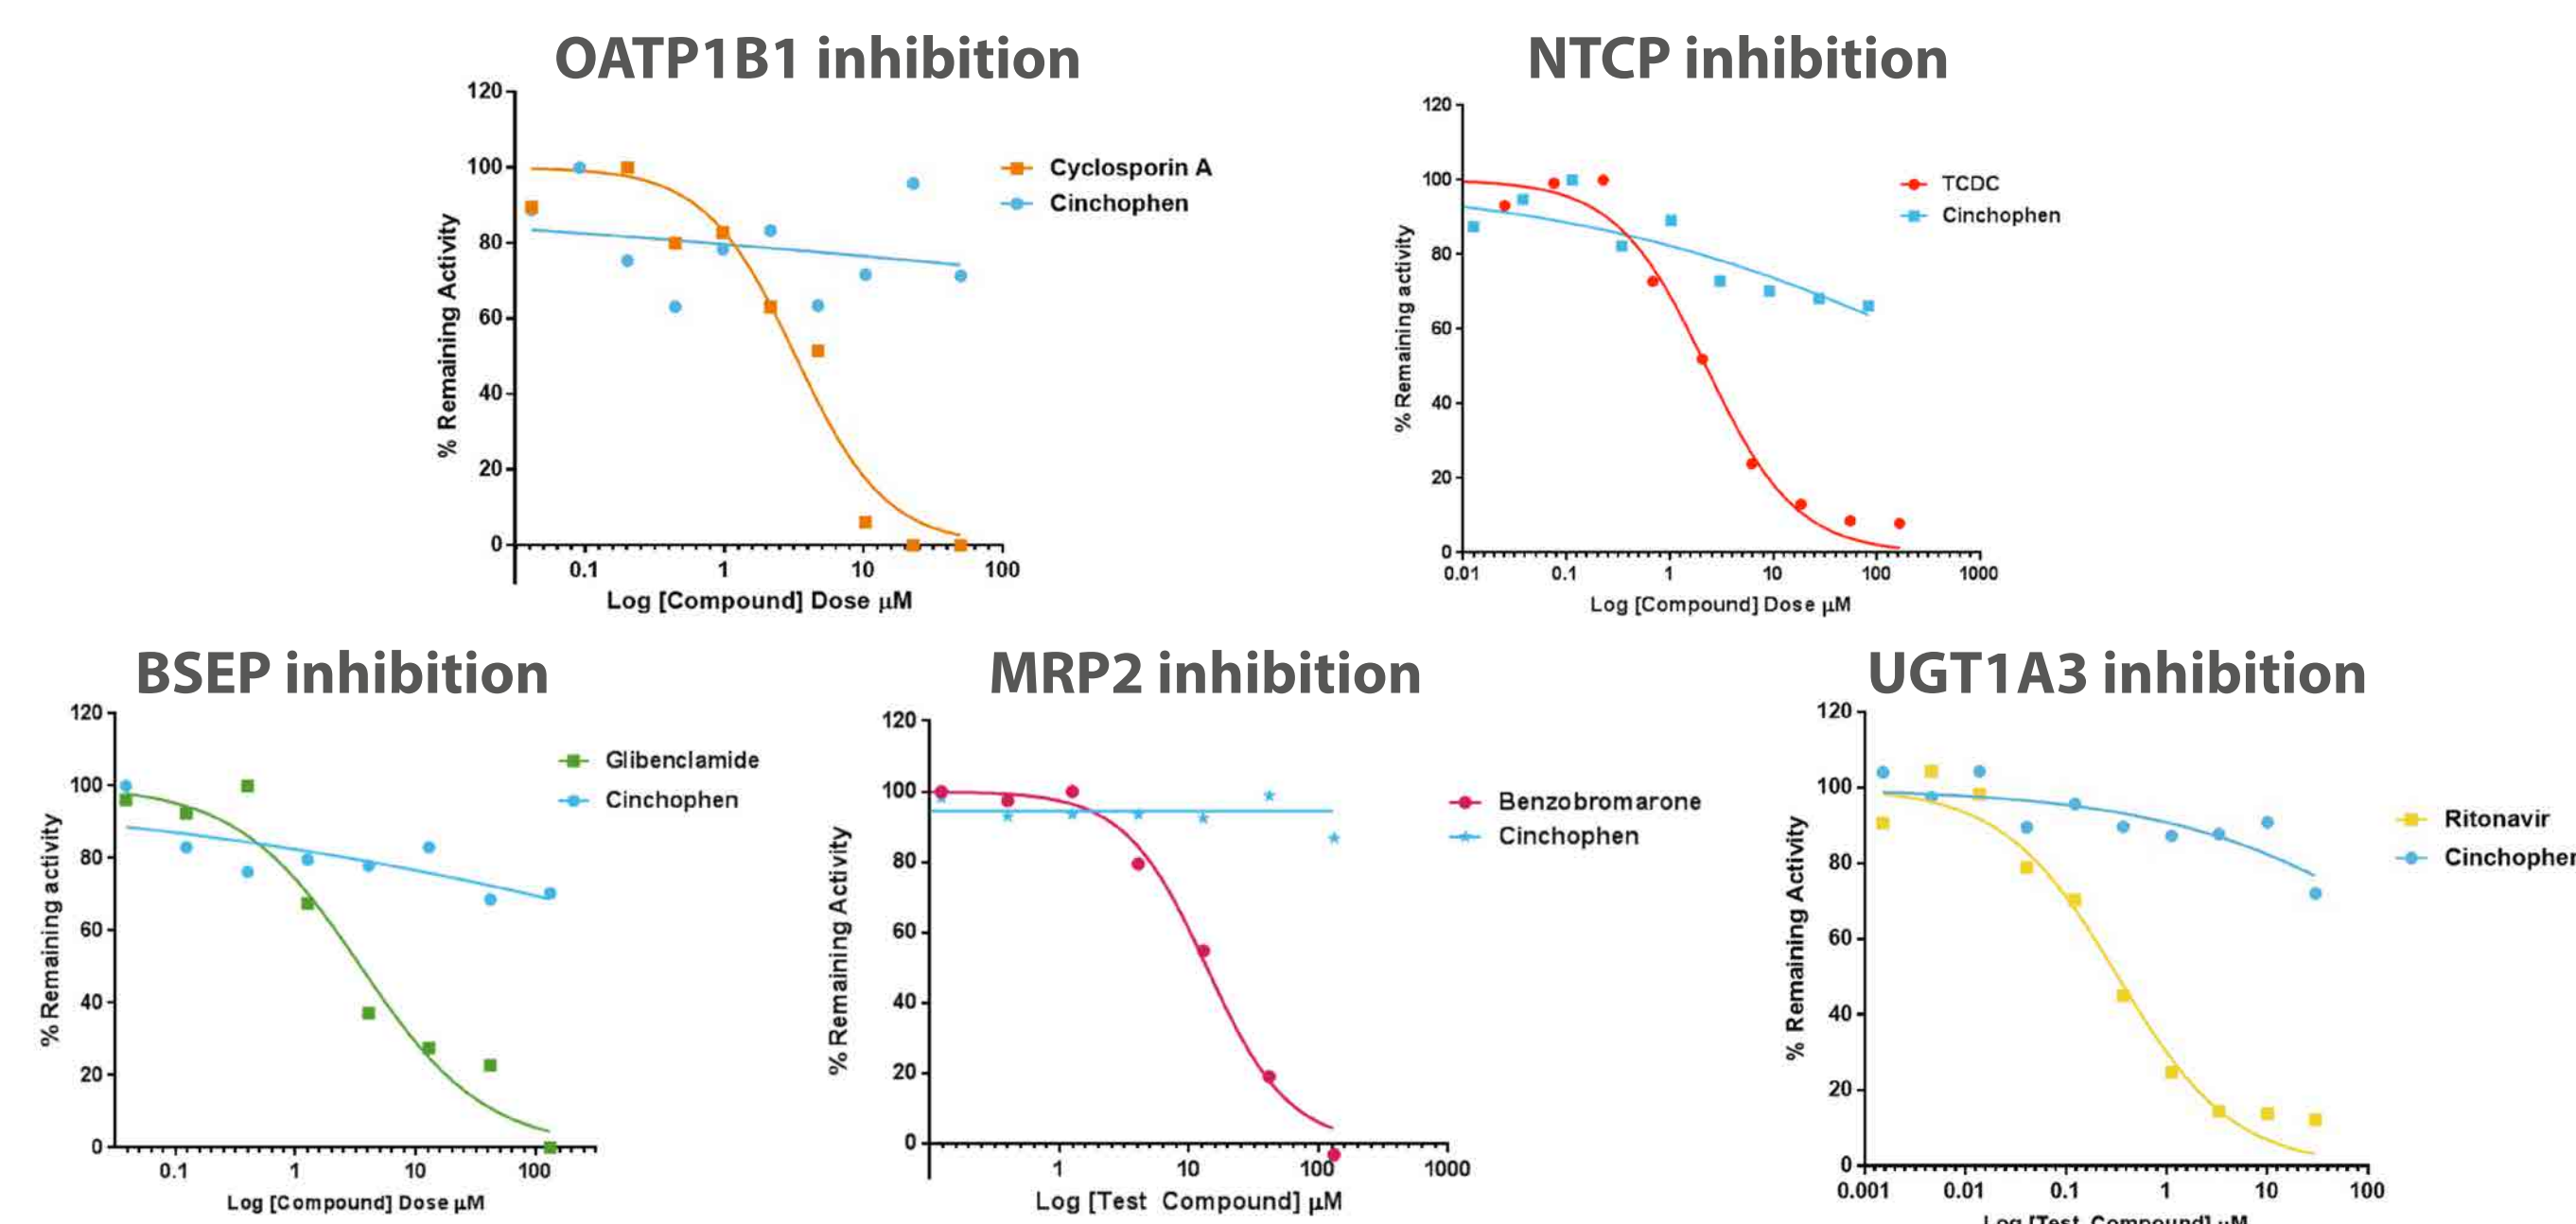 OATP1B1 inhibition
120
100
80
60
40
20
0
% Remaining Activity
0.1 1 10 100
Log [Compound] Dose µM
Cyclosporin A
Cinchophen
NTCP inhibition
120
100
80
60
40
20
0
% Remaining activity
0.01 0.1 1 10 100 1000
Log [Compound] Dose µM
TCDC
Cinchophen
BSEP inhibition
120
100
80
60
40
20
0
% Remaining activity
0.1 1 10 100
Log [Compound] Dose µM
Glibenclamide
Cinchophen
MRP2 inhibition
120
100
80
60
40
20
0
% Remaining Activity
1 10 100 1000
Log [Test Compound] µM
Benzobromarone
Cinchophen
UGT1A3 inhibition
120
100
80
60
40
20
0
% Remaining Activity
0.001 0.01 0.1 1 10 100
Log [Test Compound] µM
Ritonavir
Cinchophen